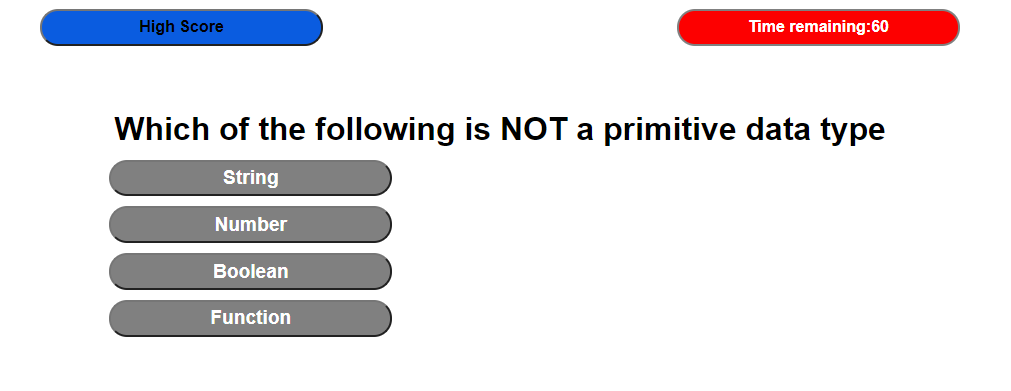 High Score
Time remaining:60
Which of the following is NOT a primitive data type
String
Number
Boolean
Function